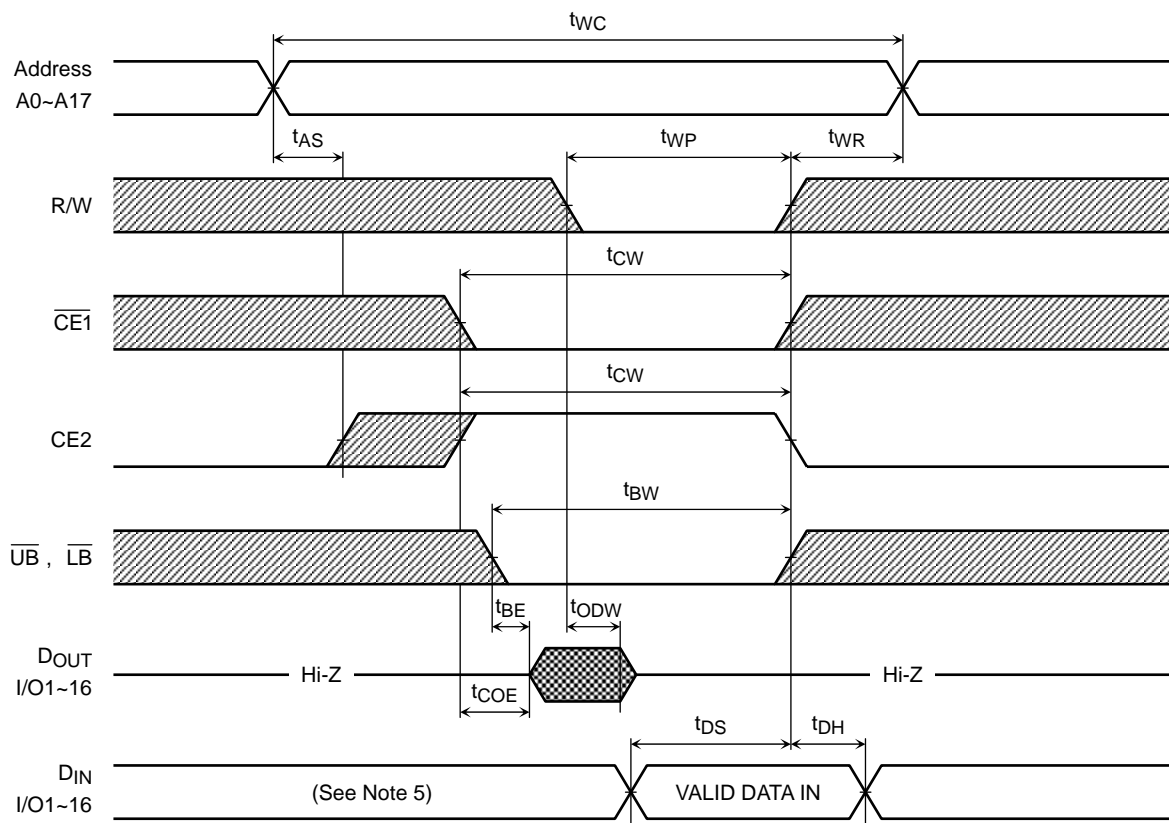 tWC
Address
A0~A17
tAS
tWP
tWR
R/W
tCW
CE1
tCW
CE2
tBW
UB , LB
tBE
tODW
DOUT
I/O1~16
Hi-Z
Hi-Z
tCOE
tDS
tDH
DIN
I/O1~16
(See Note 5)
VALID DATA IN